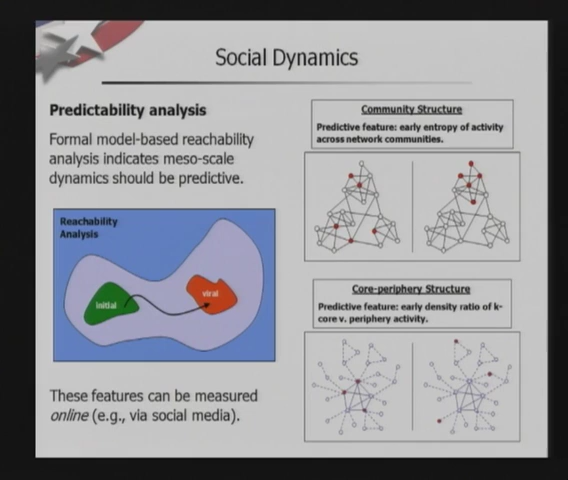 Social Dynamics
Predictability analysis
Formal model-based reachability
analysis indicates meso-scale
dynamics should be predictive.
Reachability
Analysis
initial
viral
These features can be measured
online (e.g., via social media).
Community Structure
Predictive feature: early entropy of activity
across network communities.
Core-periphery Structure
Predictive feature: early density ratio of k-
core v. periphery activity.